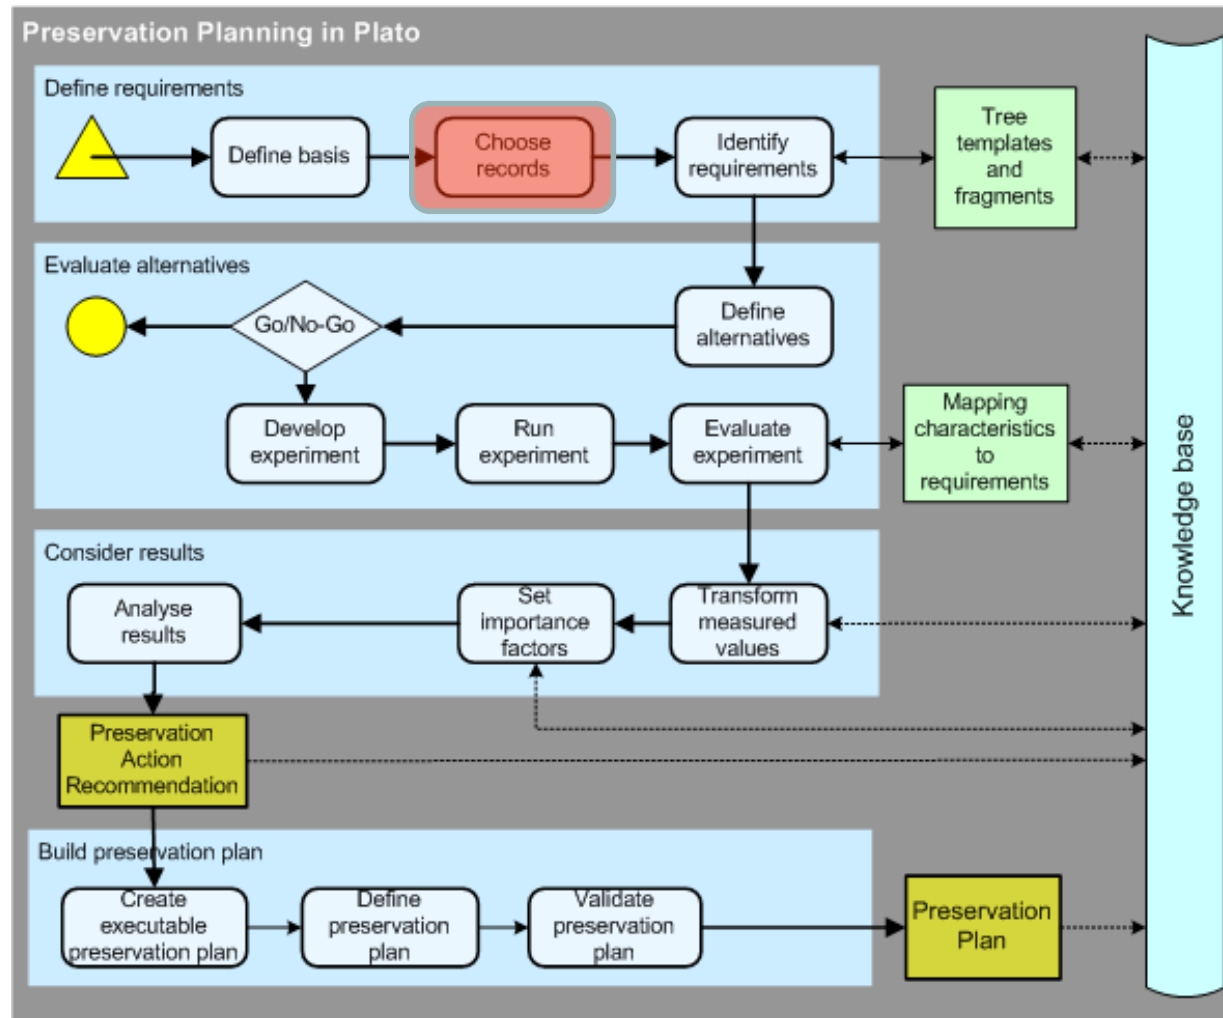 Preservation Planning in Plato
Define requirements
Define basis
Choose
records
Identify
requirements
Tree
templates
and
fragments
Evaluate alternatives
Go/No-Go
Define
alternatives
Develop
experiment
Run
experiment
Evaluate
experiment
Mapping
characteristics
to
requirements
Knowledge base
Consider results
Analyse
results
Set
importance
factors
Transform
measured
values
Preservation
Action
Recommendation
Build preservation plan
Create
executable
preservation plan
Define
preservation
plan
Validate
preservation
plan
Preservation
Plan